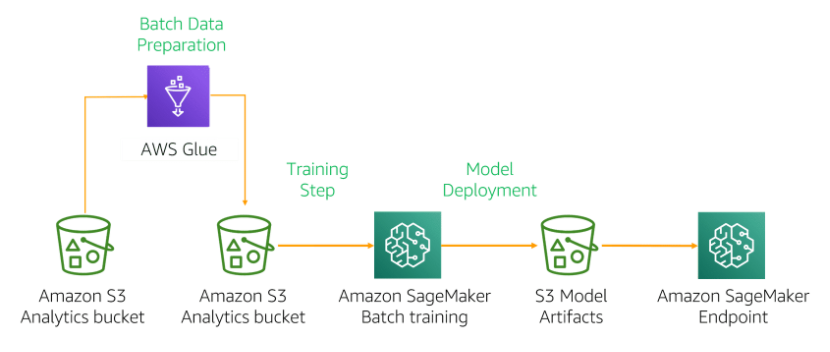 Batch Data
Preparation
AWS Glue
Training
Step
Model
Deployment
Amazon S3
Analytics bucket
Amazon S3
Analytics bucket
Amazon SageMaker
Batch training
S3 Model
Artifacts
Amazon SageMaker
Endpoint